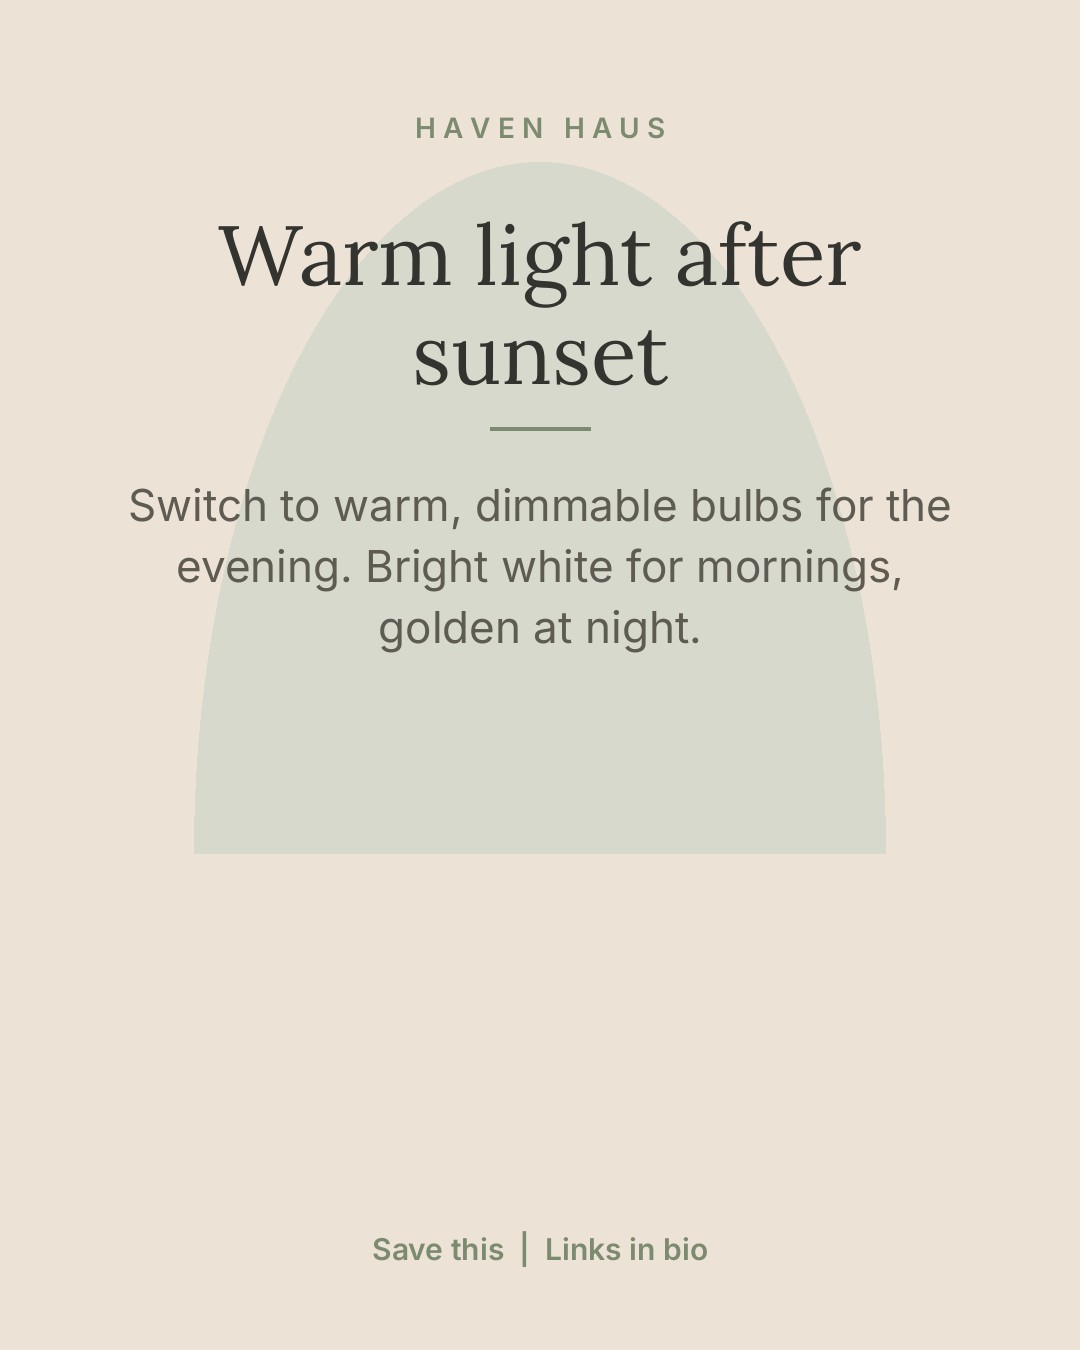 HAVEN HAUS
Warm light after
sunset
Switch to warm, dimmable bulbs for the
evening. Bright white for mornings,
golden at night.
Save this | Links in bio